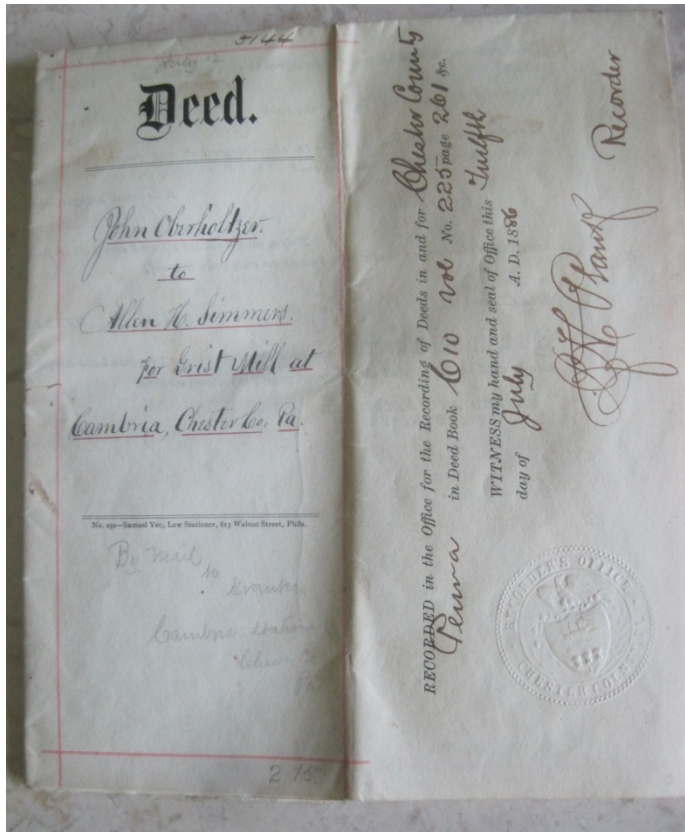 5144
July 12
Deed.
John Oberholtzer.
to
Allen H. Simmers.
For Grist Mill at
Cambria, Chester Co, Pa.
No. 250—Samuel Yeo, Law Stationer, 615 Walnut Street, Phila.
By Mail
to
Grantee
Cambria Station
Chester Co
Pa
2.15
RECORDED in the Office for the Recording of Deeds in and for Chester County
Penna in Deed Book G10 vol No. 225 page 261 &c.
WITNESS my hand and seal of Office this Twelfth
day of July A. D. 1886
Recorder
RECORDER'S OFFICE
CHESTER COUNTY